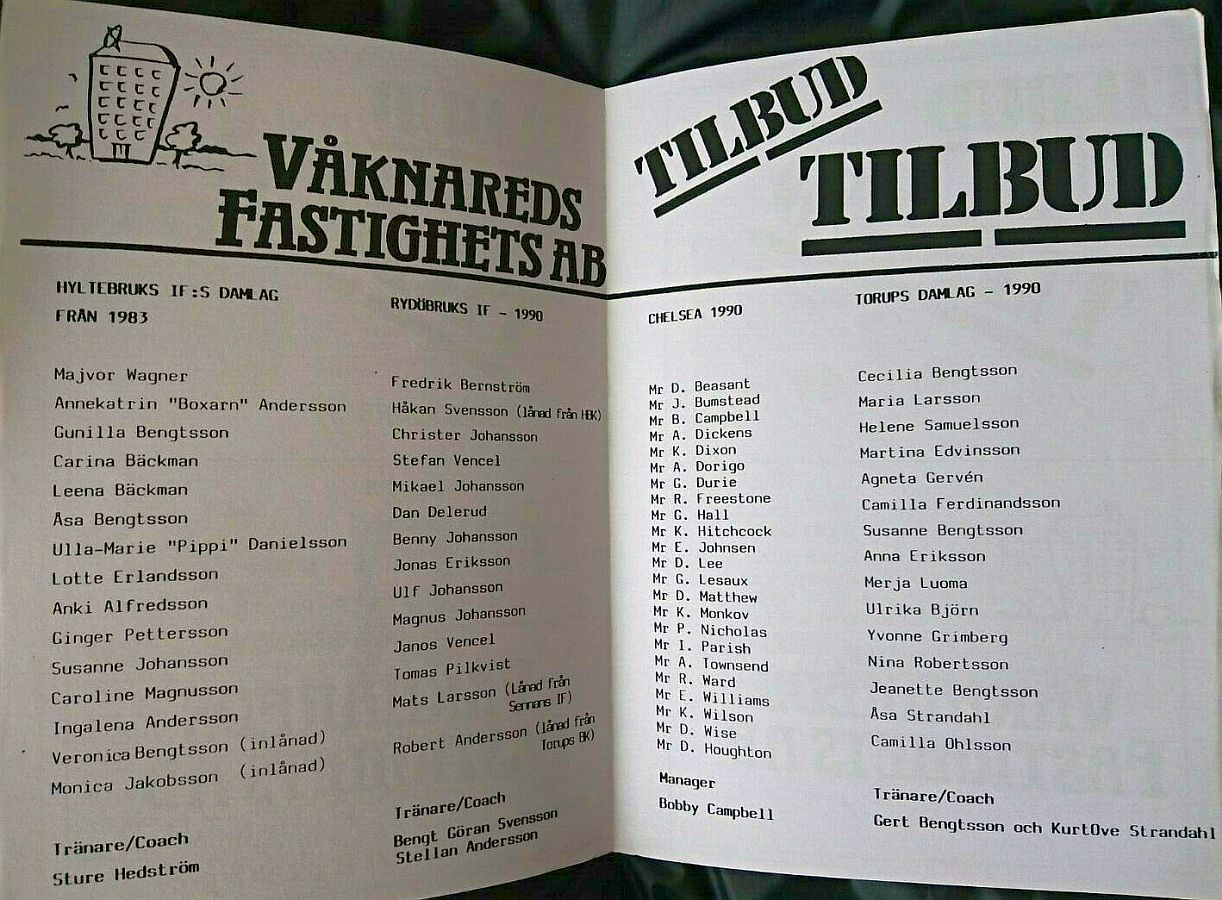 VÅKNAREDS
FASTIGHETS AB
HYLTEBRUKS IF:S DAMLAG
FRÅN 1983
Majvor Wagner
Annekatrin "Boxarn" Andersson
Gunilla Bengtsson
Carina Bäckman
Leena Bäckman
Åsa Bengtsson
Ulla-Marie "Pippi" Danielsson
Lotte Erlandsson
Anki Alfredsson
Ginger Pettersson
Susanne Johansson
Caroline Magnusson
Ingalena Andersson
Veronica Bengtsson (inlånad)
Monica Jakobsson (inlånad)
Tränare/Coach
Sture Hedström
RYDÖBRUKS IF - 1990
Fredrik Bernström
Håkan Svensson (lånad från HBK)
Christer Johansson
Stefan Vencel
Mikael Johansson
Dan Delerud
Benny Johansson
Jonas Eriksson
Ulf Johansson
Magnus Johansson
Janos Vencel
Tomas Pilkvist
Mats Larsson (Lånad från
Sennans IF)
Robert Andersson (lånad från
Torups BK)
Tränare/Coach
Bengt Göran Svensson
Stellan Andersson
TILBUD
TILBUD
CHELSEA 1990
Mr D. Beasant
Mr J. Bumstead
Mr B. Campbell
Mr A. Dickens
Mr K. Dixon
Mr A. Dorigo
Mr G. Durie
Mr R. Freestone
Mr G. Hall
Mr K. Hitchcock
Mr E. Johnsen
Mr D. Lee
Mr G. Lesaux
Mr D. Matthew
Mr K. Monkov
Mr P. Nicholas
Mr I. Parish
Mr A. Townsend
Mr R. Ward
Mr E. Williams
Mr K. Wilson
Mr D. Wise
Mr D. Houghton
Manager
Bobby Campbell
TORUPS DAMLAG - 1990
Cecilia Bengtsson
Maria Larsson
Helene Samuelsson
Martina Edvinsson
Agneta Gervén
Camilla Ferdinandsson
Susanne Bengtsson
Anna Eriksson
Merja Luoma
Ulrika Björn
Yvonne Grimberg
Nina Robertsson
Jeanette Bengtsson
Åsa Strandahl
Camilla Ohlsson
Tränare/Coach
Gert Bengtsson och KurtOve Strandahl